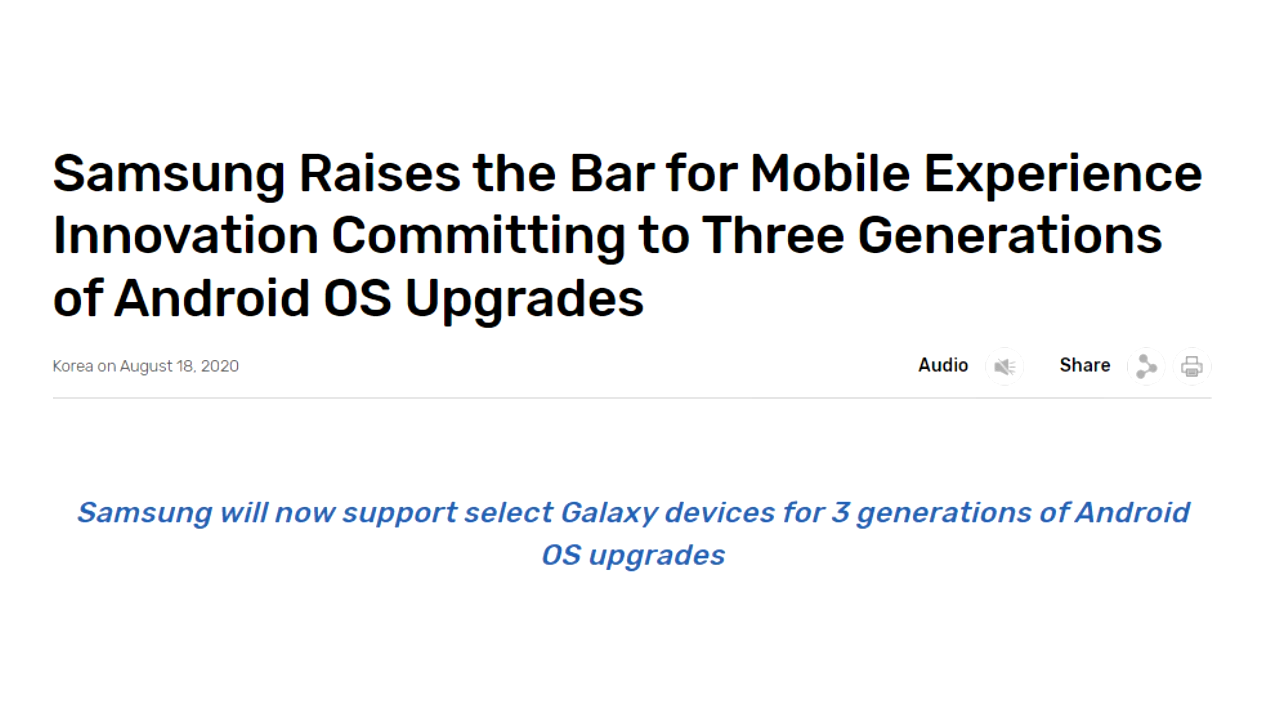 Samsung Raises the Bar for Mobile Experience
Innovation Committing to Three Generations
of Android OS Upgrades
Korea on August 18, 2020
Audio
Share
Samsung will now support select Galaxy devices for 3 generations of Android
OS upgrades